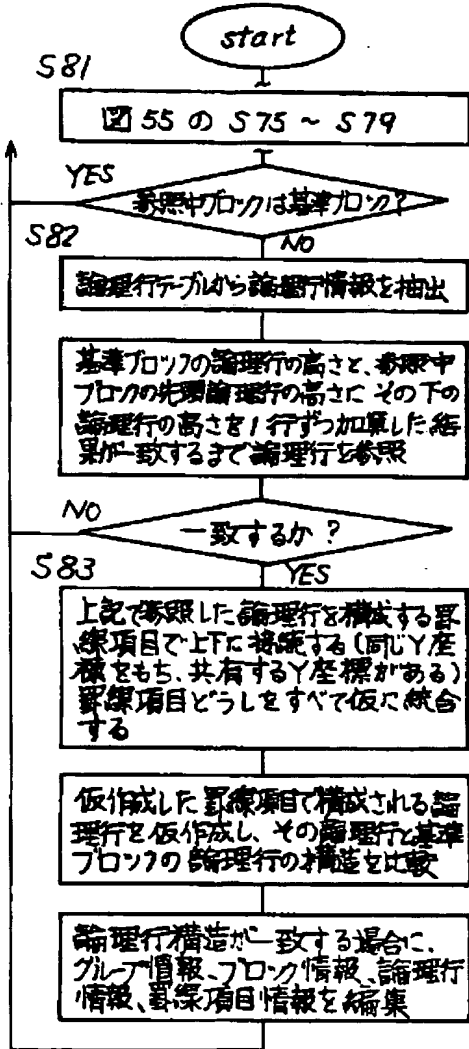 start
S81
図55のS75~S79
YES
参照中ブロックは基準ブロック?
S82
NO
論理行テーブルから論理行情報を抽出
基準ブロックの論理行の高さと、参照中
ブロックの先頭論理行の高さに その下の
論理行の高さを1行ずつ加算した結
果が一致するまで論理行を参照
NO
一致するか?
S83
YES
上記で参照した論理行を構成する罫
線項目で上下に接続する(同じY座
標をもち、共有するY座標がある)
罫線項目どうしをすべて仮に統合
する
仮作成した罫線項目で構成される論
理行を仮作成し、その論理行と基準
ブロックの論理行の構造を比較
論理行構造が一致する場合に、
グループ情報、ブロック情報、論理行
情報、罫線項目情報を編集